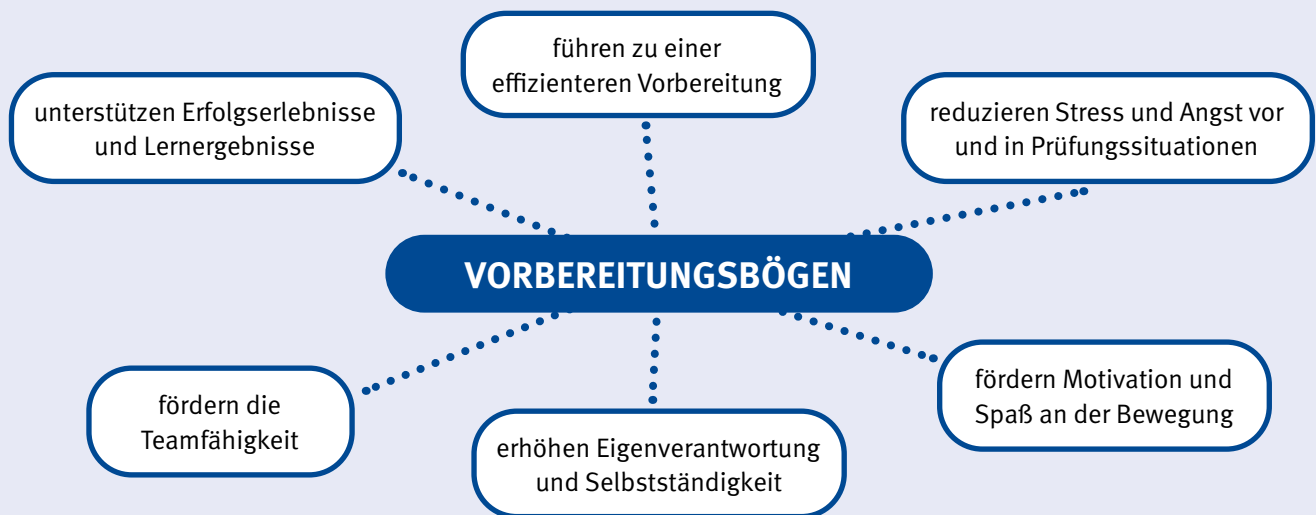 führen zu einer
effizienteren Vorbereitung
unterstützen Erfolgserlebnisse
und Lernergebnisse
reduzieren Stress und Angst vor
und in Prüfungssituationen
VORBEREITUNGSBÖGEN
fördern die
Teamfähigkeit
erhöhen Eigenverantwortung
und Selbstständigkeit
fördern Motivation und
Spaß an der Bewegung